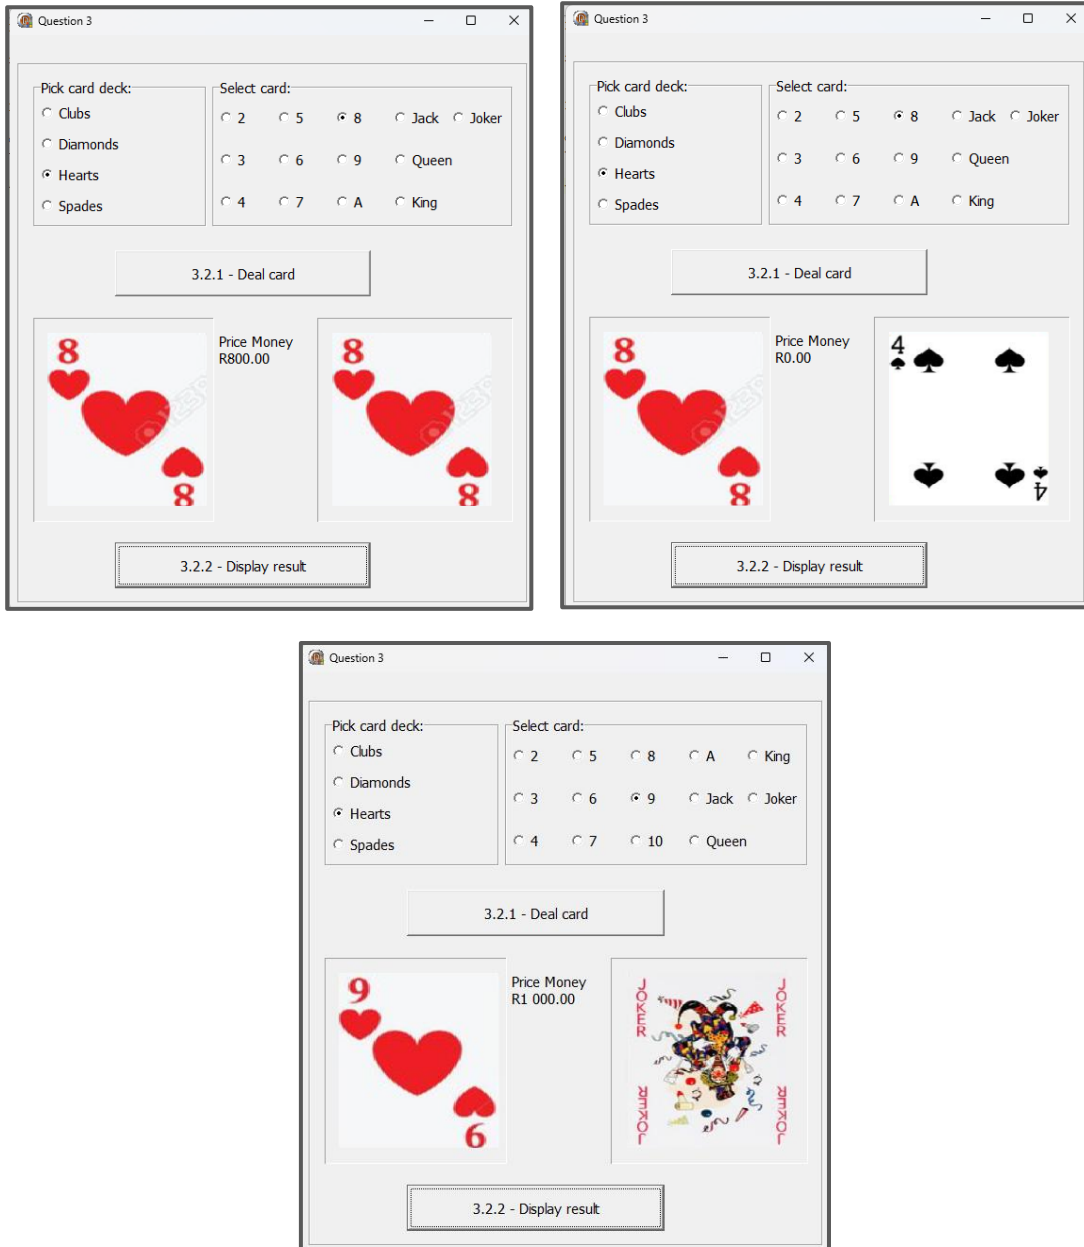 Question 3
Pick card deck:
Clubs
Diamonds
Hearts
Spades
Select card:
2 5 8 Jack Joker
3 6 9 Queen
4 7 A King
3.2.1 - Deal card
8
8
Price Money
R800.00
8
8
3.2.2 - Display result
Question 3
Pick card deck:
Clubs
Diamonds
Hearts
Spades
Select card:
2 5 8 Jack Joker
3 6 9 Queen
4 7 A King
3.2.1 - Deal card
8
8
Price Money
R0.00
4
4
3.2.2 - Display result
Question 3
Pick card deck:
Clubs
Diamonds
Hearts
Spades
Select card:
2 5 8 A King
3 6 9 Jack Joker
4 7 10 Queen
3.2.1 - Deal card
9
9
Price Money
R1 000.00
JOKER
JOKER
JOKER
JOKER
3.2.2 - Display result